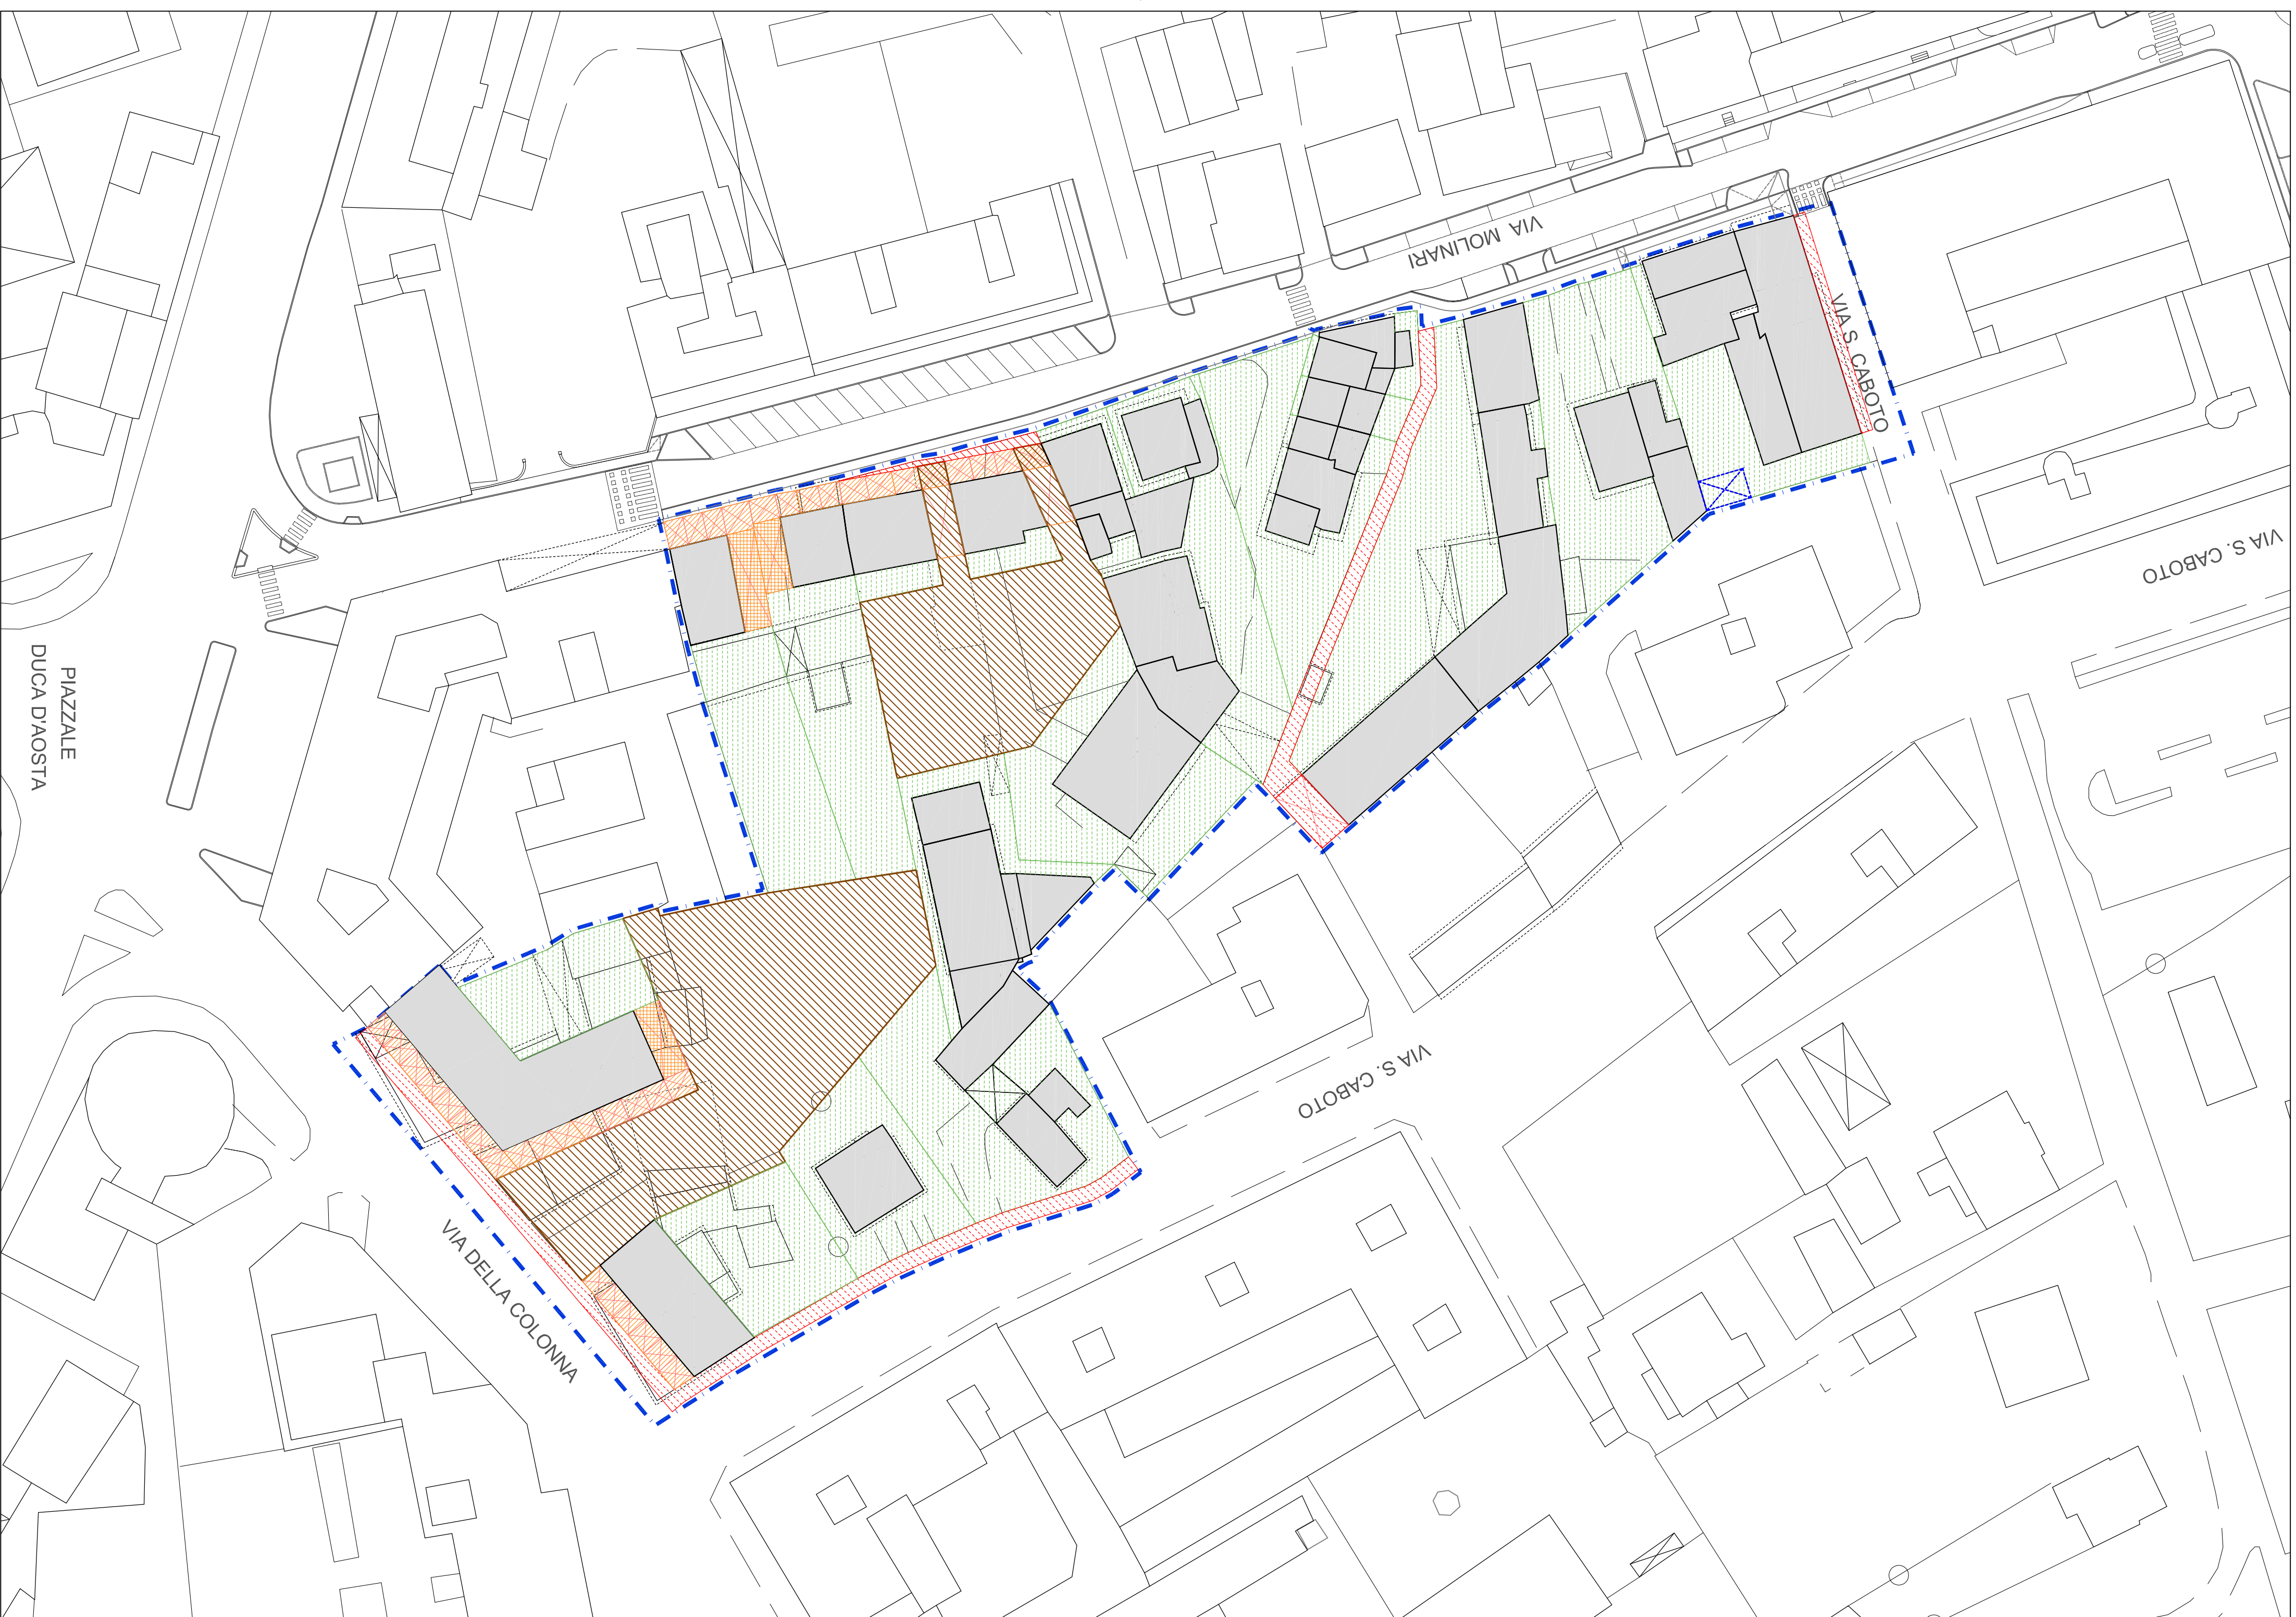 VIA MOLINARI
VIA S. CABOTO
VIA S. CABOTO
PIAZZALE
DUCA D'AOSTA
VIA S. CABOTO
VIA DELLA COLONNA